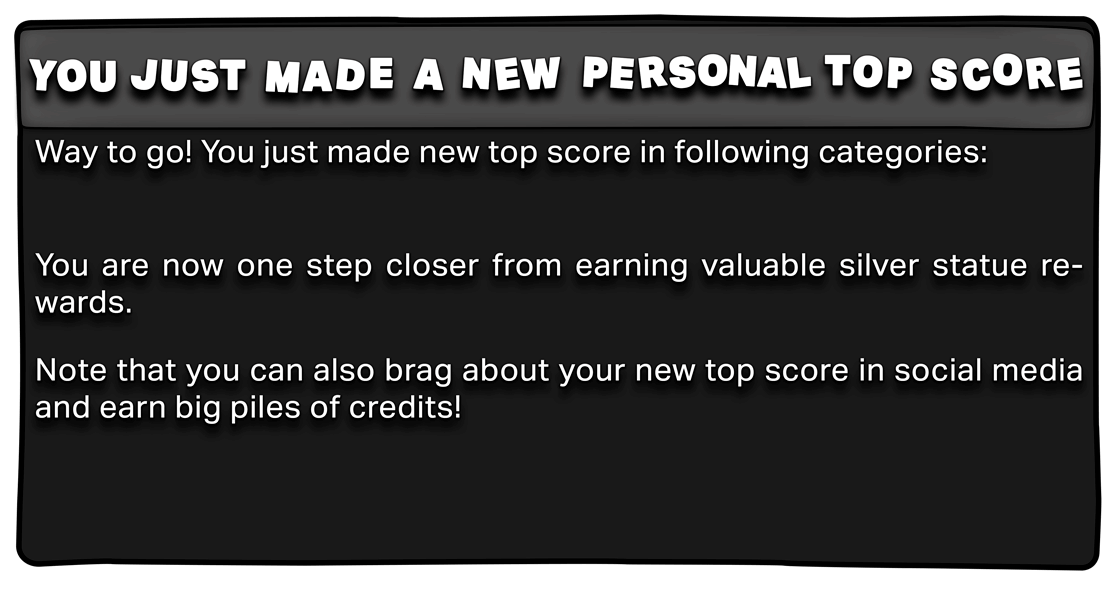 YOU JUST MADE A NEW PERSONAL TOP SCORE
Way to go! You just made new top score in following categories:
You are now one step closer from earning valuable silver statue re-
wards.
Note that you can also brag about your new top score in social media
and earn big piles of credits!